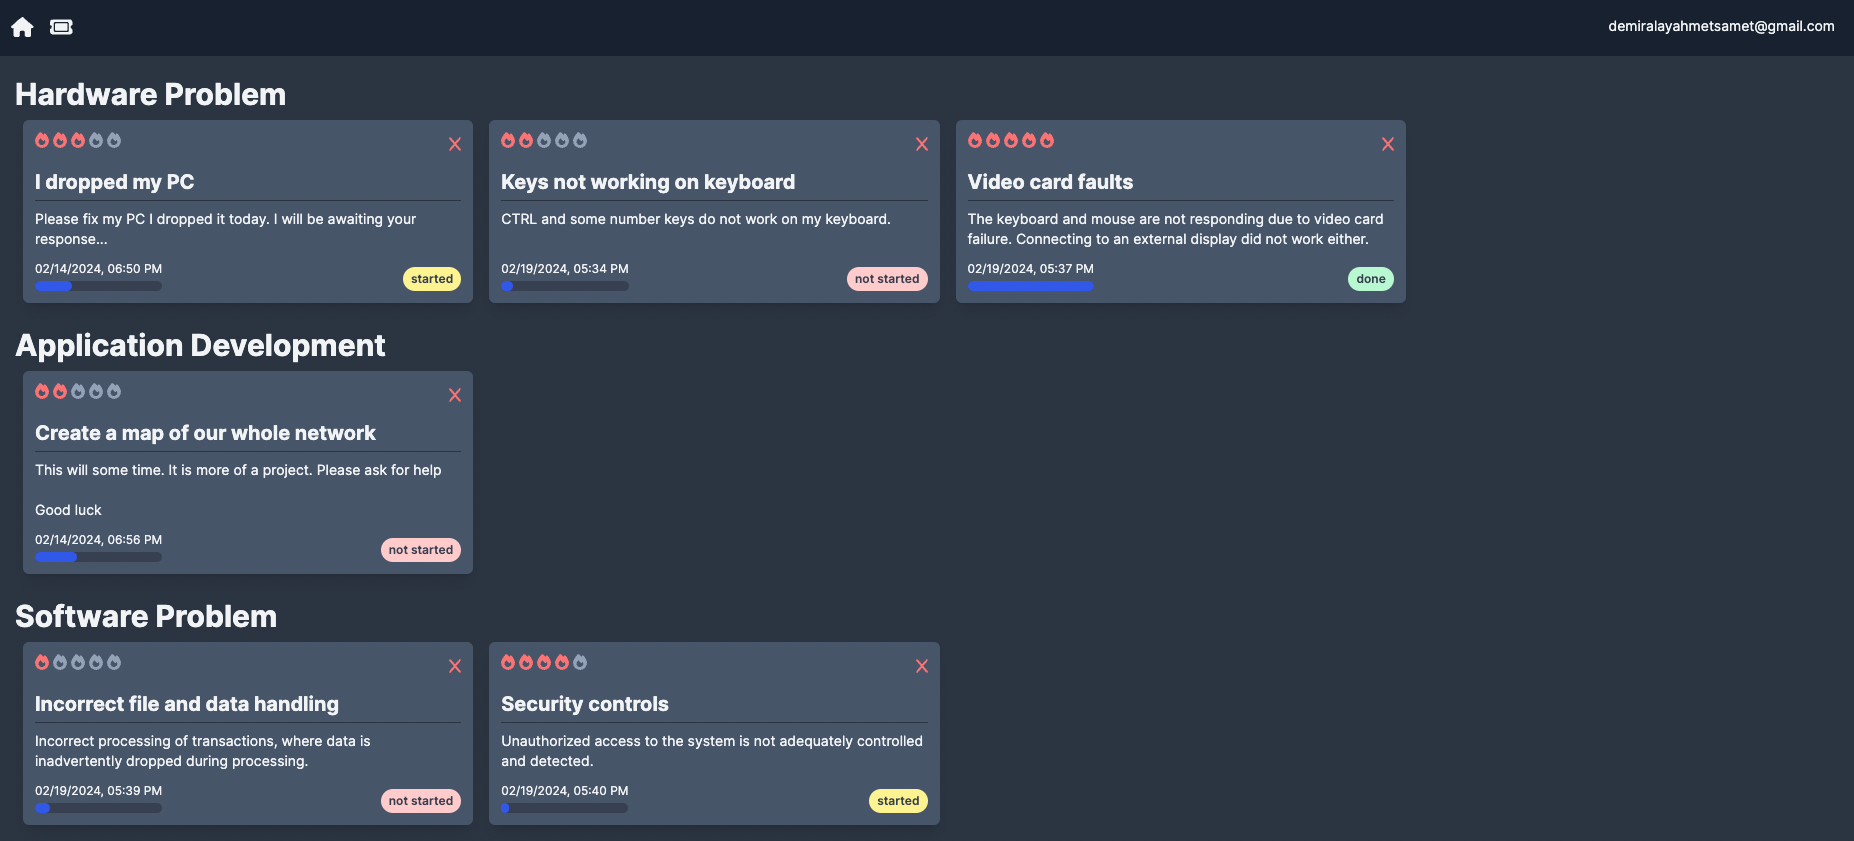 demiralayahmetsamet@gmail.com
Hardware Problem
I dropped my PC
Please fix my PC I dropped it today. I will be awaiting your
response...
02/14/2024, 06:50 PM
started
Keys not working on keyboard
CTRL and some number keys do not work on my keyboard.
02/19/2024, 05:34 PM
not started
Video card faults
The keyboard and mouse are not responding due to video card
failure. Connecting to an external display did not work either.
02/19/2024, 05:37 PM
done
Application Development
Create a map of our whole network
This will some time. It is more of a project. Please ask for help
Good luck
02/14/2024, 06:56 PM
not started
Software Problem
Incorrect file and data handling
Incorrect processing of transactions, where data is
inadvertently dropped during processing.
02/19/2024, 05:39 PM
not started
Security controls
Unauthorized access to the system is not adequately controlled
and detected.
02/19/2024, 05:40 PM
started